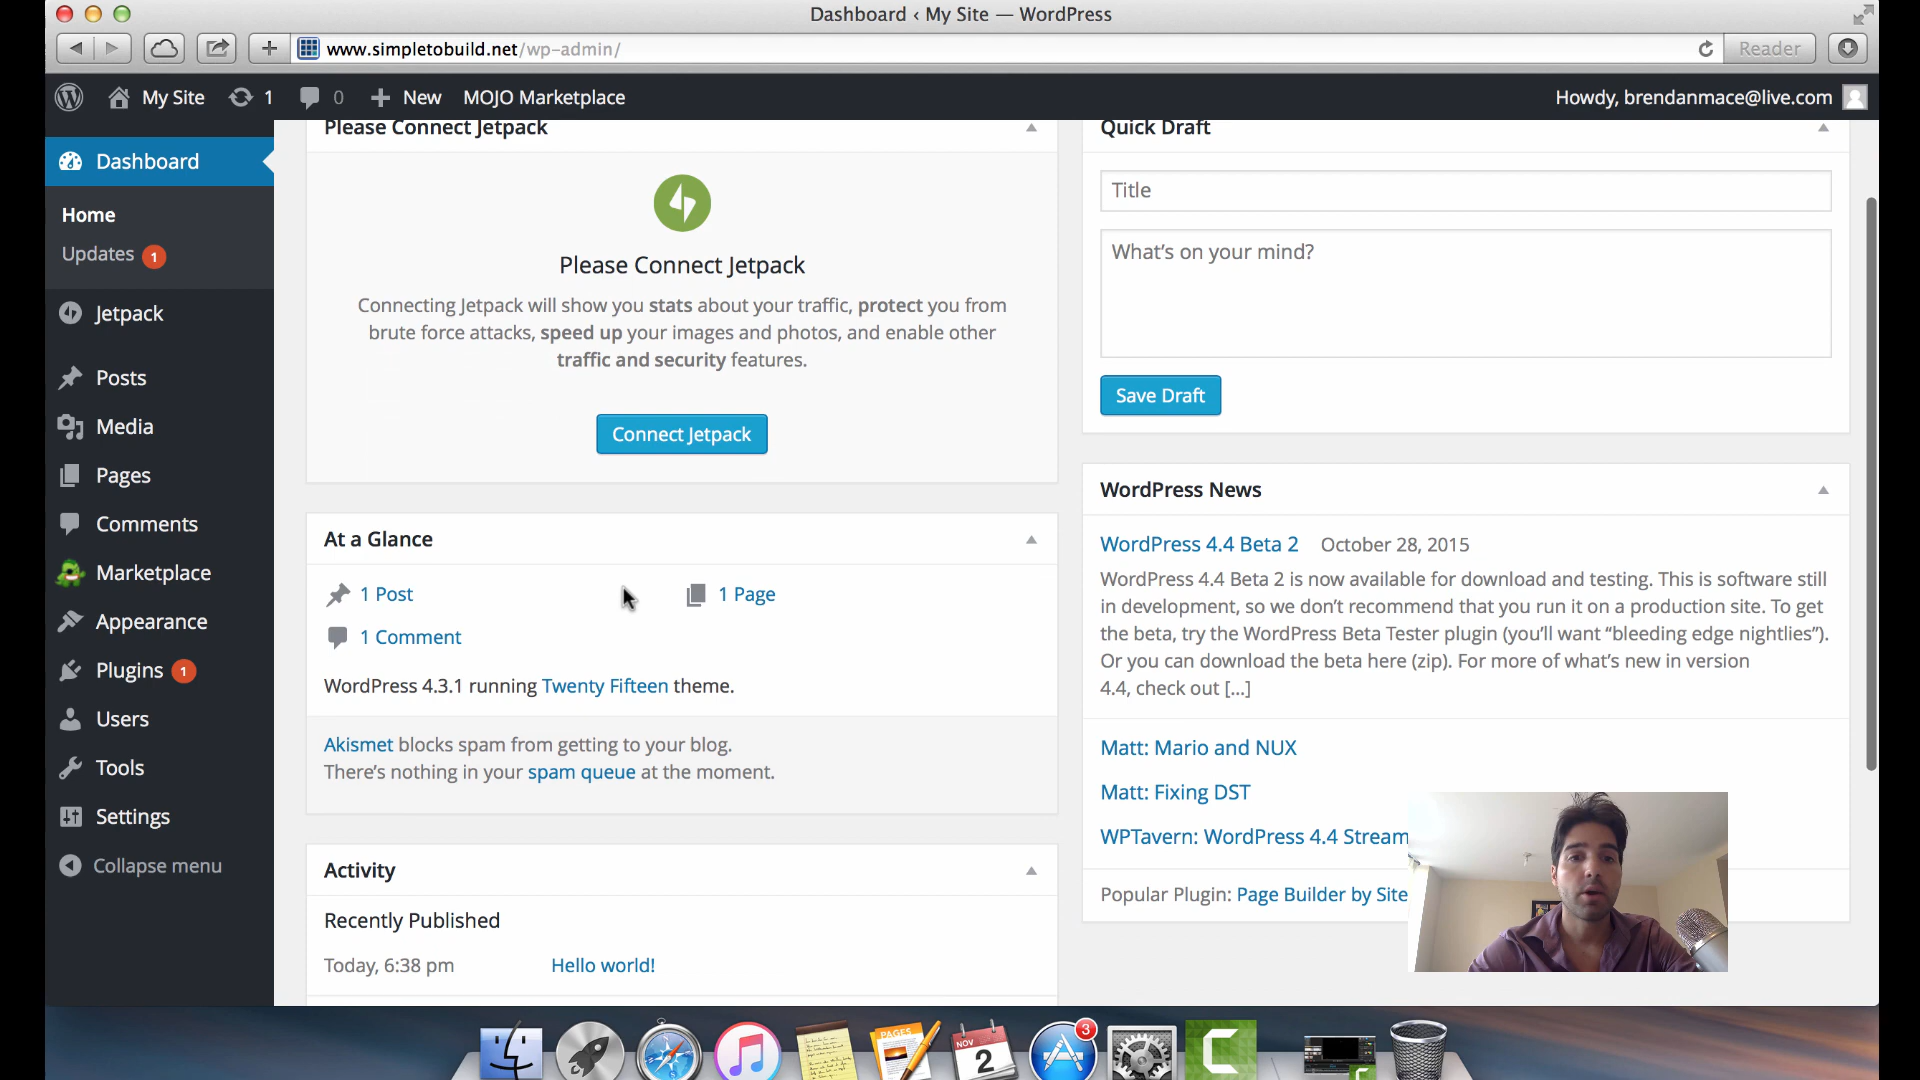 Dashboard ‹ My Site — WordPress
www.simpletobuild.net/wp-admin/
Reader
My Site
1
0
New
MOJO Marketplace
Howdy, brendanmace@live.com
Dashboard
Home
Updates 1
Jetpack
Posts
Media
Pages
Comments
Marketplace
Appearance
Plugins 1
Users
Tools
Settings
Collapse menu
Please Connect Jetpack
Please Connect Jetpack
Connecting Jetpack will show you stats about your traffic, protect you from
brute force attacks, speed up your images and photos, and enable other
traffic and security features.
Connect Jetpack
At a Glance
1 Post
1 Page
1 Comment
WordPress 4.3.1 running Twenty Fifteen theme.
Akismet blocks spam from getting to your blog.
There's nothing in your spam queue at the moment.
Activity
Recently Published
Today, 6:38 pm
Hello world!
Quick Draft
Title
What's on your mind?
Save Draft
WordPress News
WordPress 4.4 Beta 2 October 28, 2015
WordPress 4.4 Beta 2 is now available for download and testing. This is software still
in development, so we don't recommend that you run it on a production site. To get
the beta, try the WordPress Beta Tester plugin (you'll want “bleeding edge nightlies”).
Or you can download the beta here (zip). For more of what's new in version
4.4, check out [...]
Matt: Mario and NUX
Matt: Fixing DST
WPTavern: WordPress 4.4 Stream
Popular Plugin: Page Builder by Site
PAGES
NOV
2
3